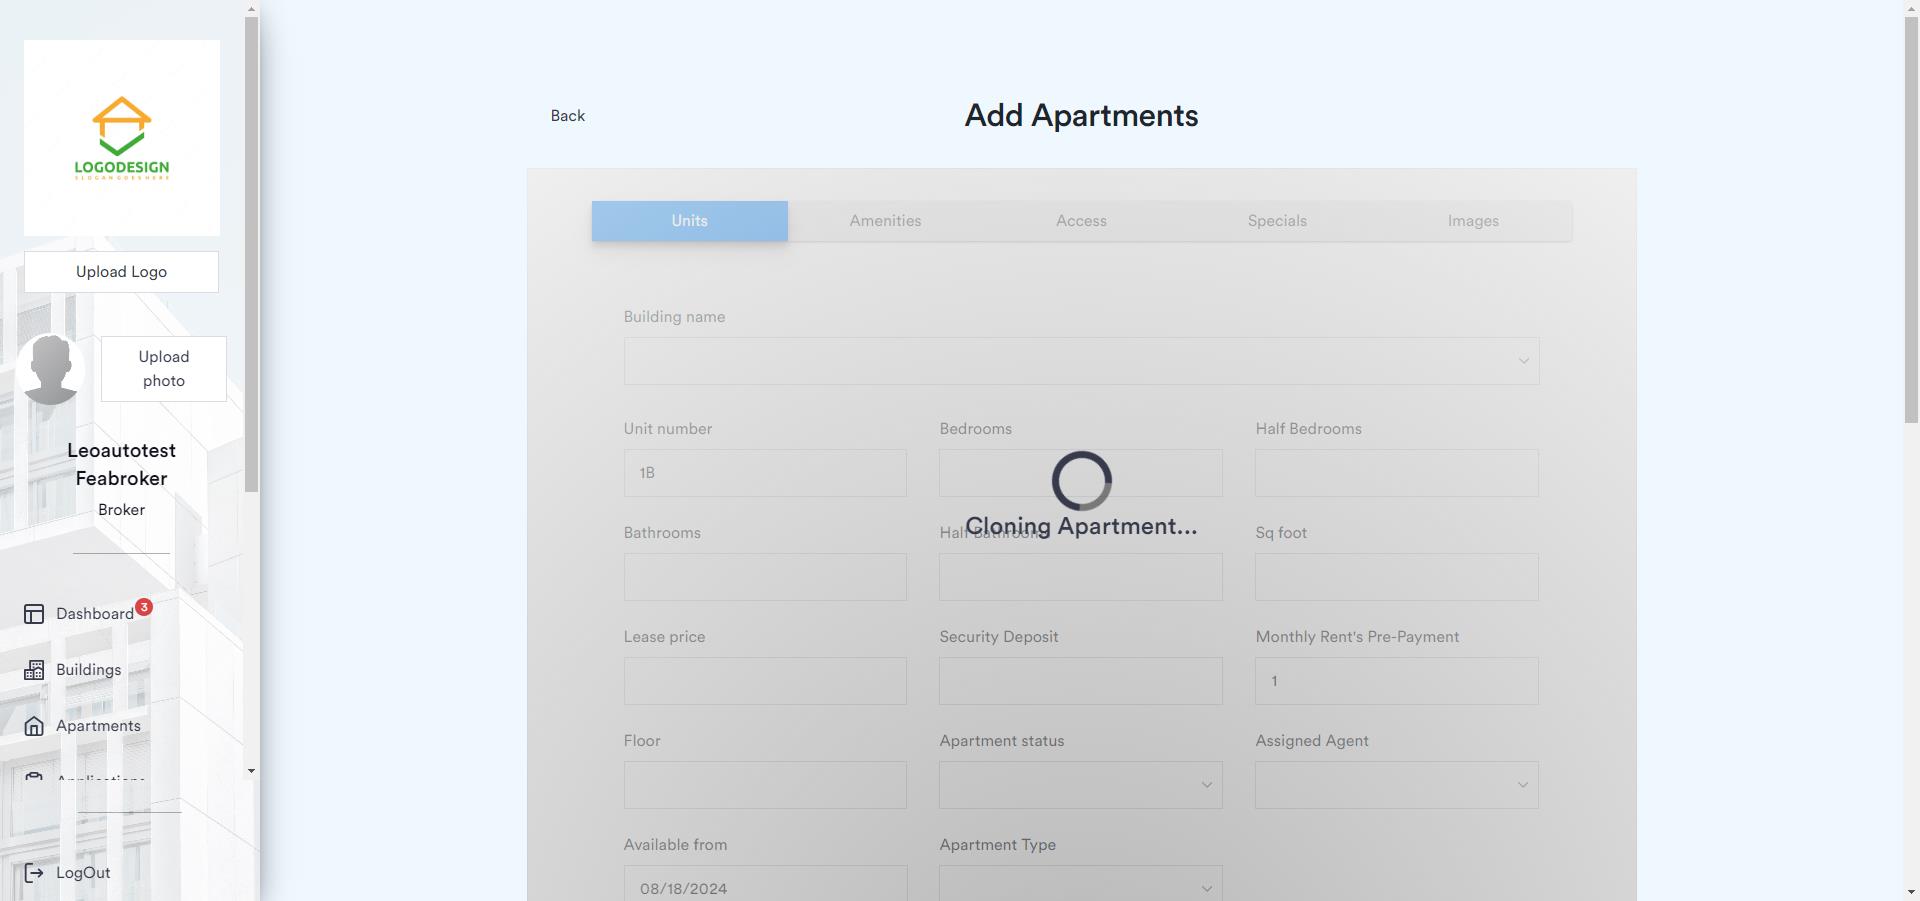 LOGODESIGN
SLOGANGOESHERE
Upload Logo
Upload
photo
Leoautotest
Feabroker
Broker
Dashboard 3
Buildings
Apartments
Applications
LogOut
Back
Add Apartments
Units Amenities Access Specials Images
Building name
Unit number Bedrooms Half Bedrooms
1B
Cloning Apartment...
Bathrooms Half Bathrooms Sq foot
Lease price Security Deposit Monthly Rent's Pre-Payment
1
Floor Apartment status Assigned Agent
Available from Apartment Type
08/18/2024